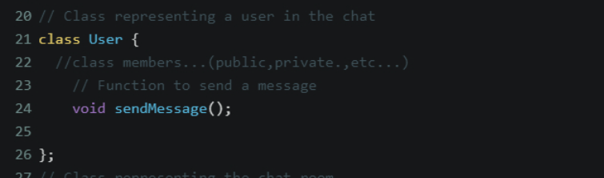 20 // Class representing a user in the chat
21 class User {
22 //class members...(public,private.,etc...)
23 // Function to send a message
24 void sendMessage();
25
26 };
27 // Class representing the chat room